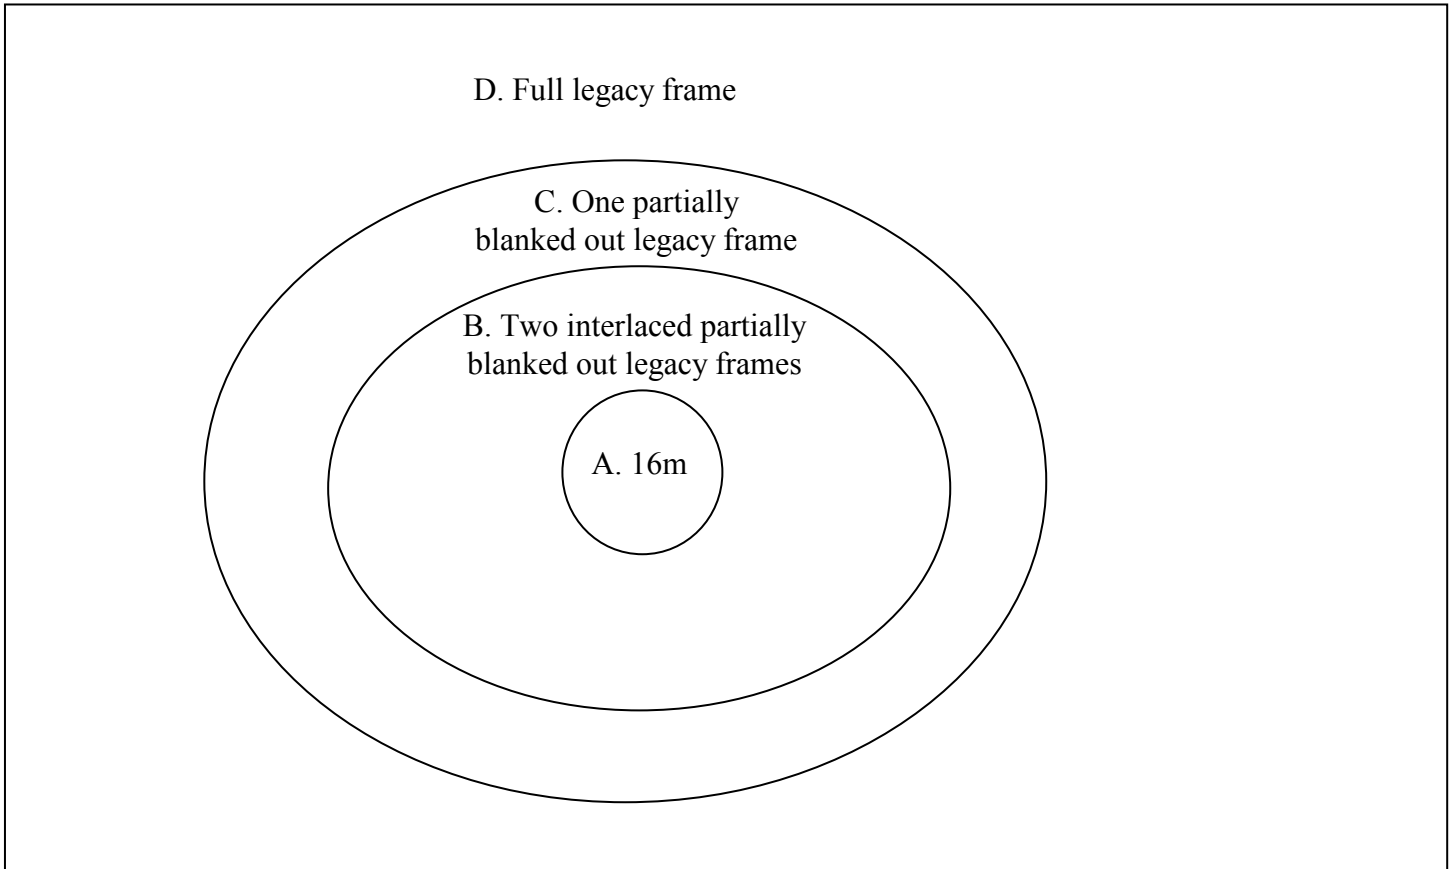 D. Full legacy frame
C. One partially
blanked out legacy frame
B. Two interlaced partially
blanked out legacy frames
A. 16m